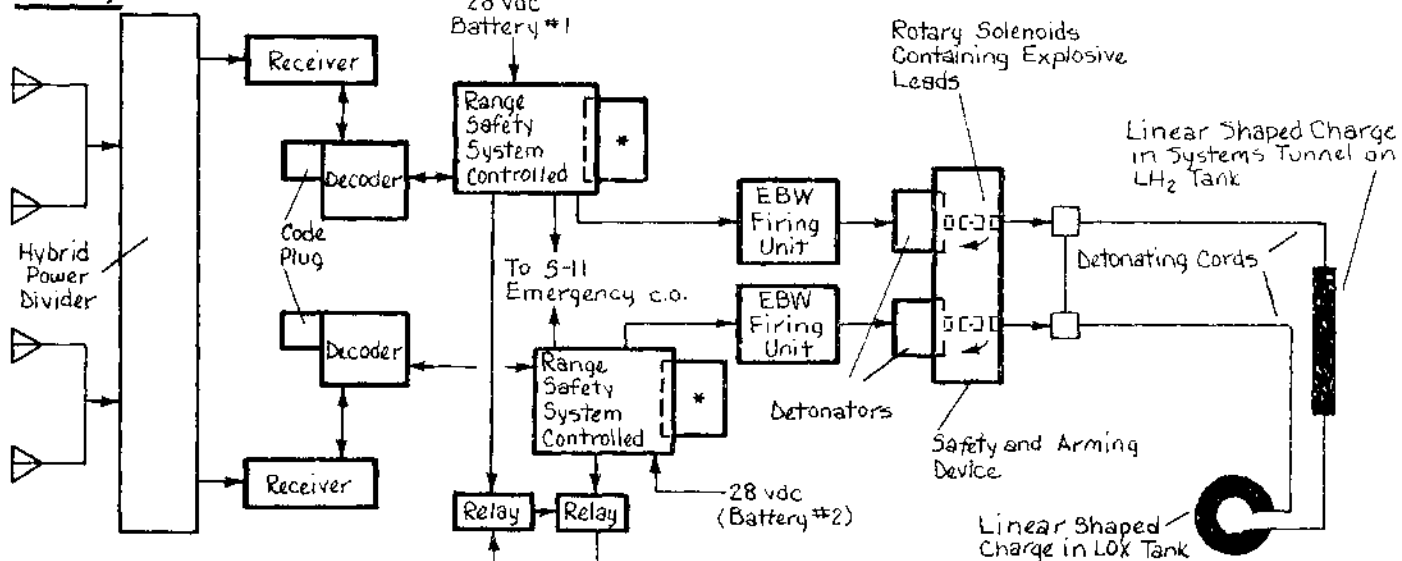 28 vdc
Battery #1
Receiver
Range
Safety
System
Controlled
*
Rotary Solenoids
Containing Explosive
Leads
Linear Shaped Charge
in Systems Tunnel on
LH2 Tank
Decoder
Code
Plug
EBW
Firing
Unit
Hybrid
Power
Divider
To S-11
Emergency c.o.
Detonating Cords
EBW
Firing
Unit
Decoder
Range
Safety
System
Controlled
*
Detonators
Safety and Arming
Device
Receiver
Relay
Relay
28 vdc
(Battery #2)
Linear Shaped
Charge in LOX Tank